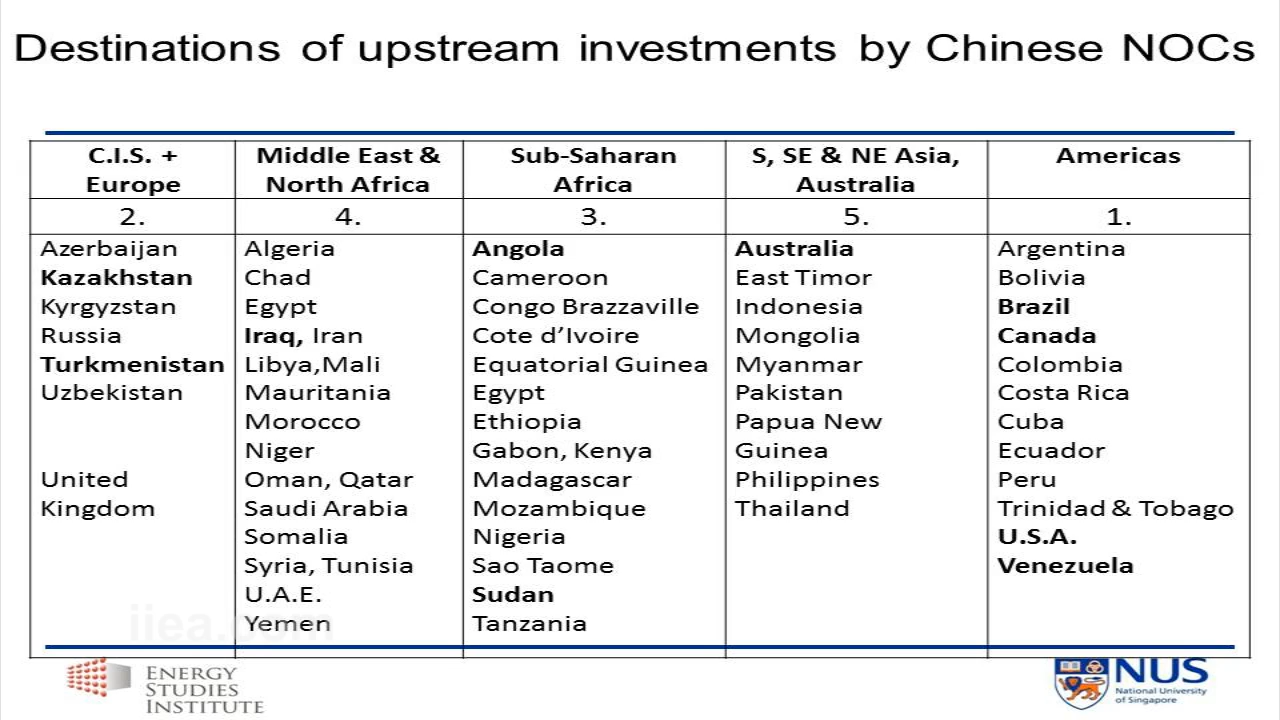 Destinations of upstream investments by Chinese NOCs
C.I.S. +
Europe
Middle East &
North Africa
Sub-Saharan
Africa
S, SE & NE Asia,
Australia
Americas
2.
4.
3.
5.
1.
Azerbaijan
Kazakhstan
Kyrgyzstan
Russia
Turkmenistan
Uzbekistan
United
Kingdom
Algeria
Chad
Egypt
Iraq, Iran
Libya,Mali
Mauritania
Morocco
Niger
Oman, Qatar
Saudi Arabia
Somalia
Syria, Tunisia
U.A.E.
Yemen
Angola
Cameroon
Congo Brazzaville
Cote d’Ivoire
Equatorial Guinea
Egypt
Ethiopia
Gabon, Kenya
Madagascar
Mozambique
Nigeria
Sao Taome
Sudan
Tanzania
Australia
East Timor
Indonesia
Mongolia
Myanmar
Pakistan
Papua New
Guinea
Philippines
Thailand
Argentina
Bolivia
Brazil
Canada
Colombia
Costa Rica
Cuba
Ecuador
Peru
Trinidad & Tobago
U.S.A.
Venezuela
iiea.com
ENERGY
STUDIES
INSTITUTE
NUS
National University
of Singapore